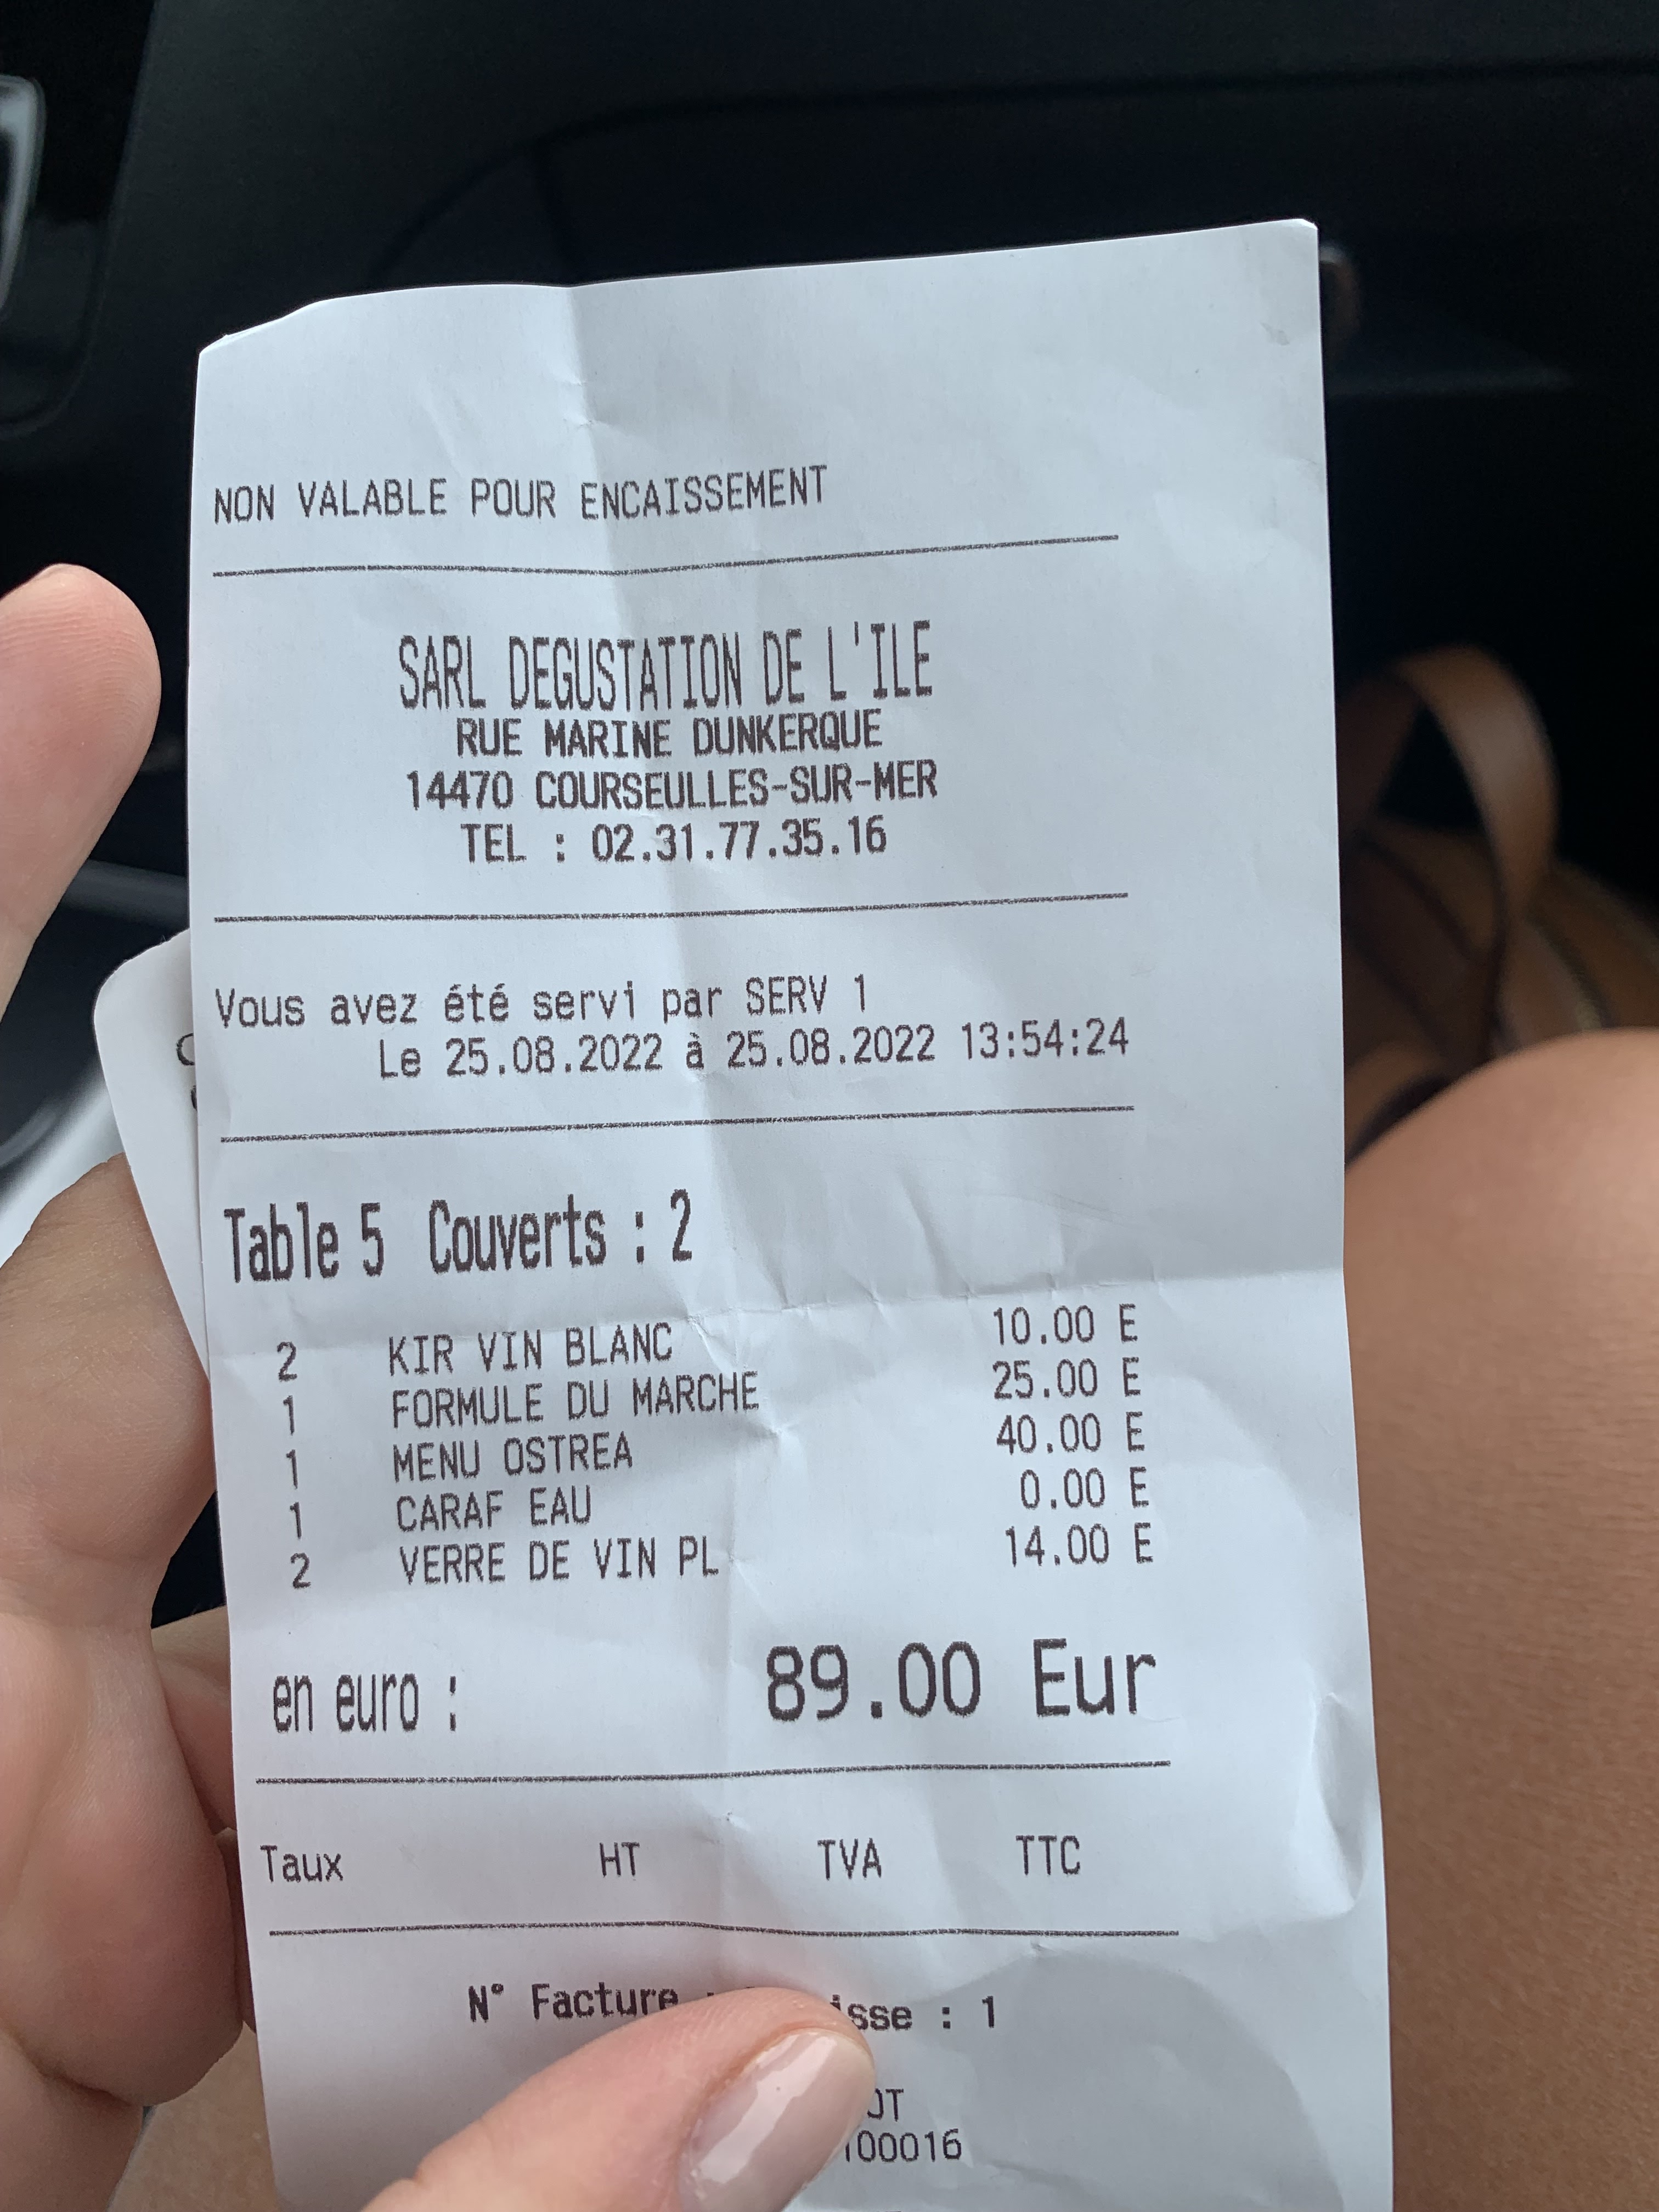 NON VALABLE POUR ENCAISSEMENT
SARL DEGUSTATION DE L'ILE
RUE MARINE DUNKERQUE
14470 COURSEULLES-SUR-MER
TEL : 02.31.77.35.16
Vous avez été servi par SERV 1
Le 25.08.2022 à 25.08.2022 13:54:24
Table 5 Couverts : 2
2 KIR VIN BLANC 10.00 E
1 FORMULE DU MARCHE 25.00 E
1 MENU OSTREA 40.00 E
1 CARAF EAU 0.00 E
2 VERRE DE VIN PL 14.00 E
en euro : 89.00 Eur
Taux HT TVA TTC
N° Facture : 1